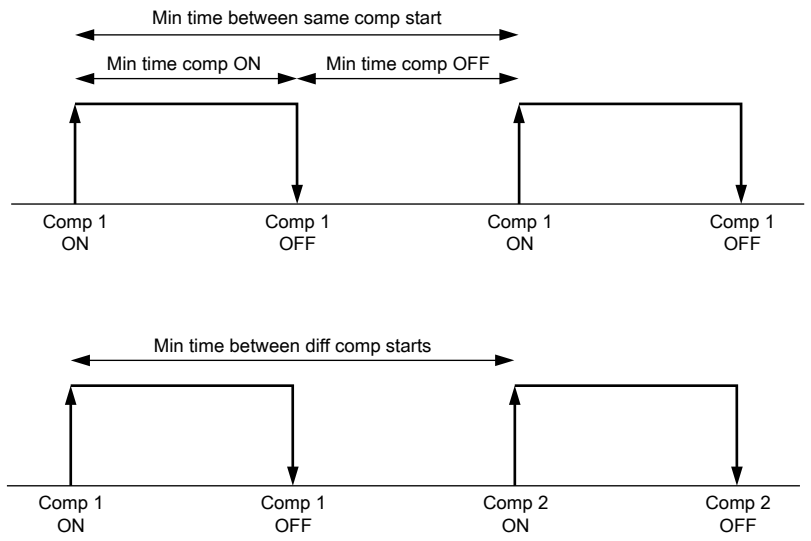 Min time between same comp start
Min time comp ON Min time comp OFF
Comp 1 Comp 1 Comp 1 Comp 1
ON OFF ON OFF
Min time between diff comp starts
Comp 1 Comp 1 Comp 2 Comp 2
ON OFF ON OFF